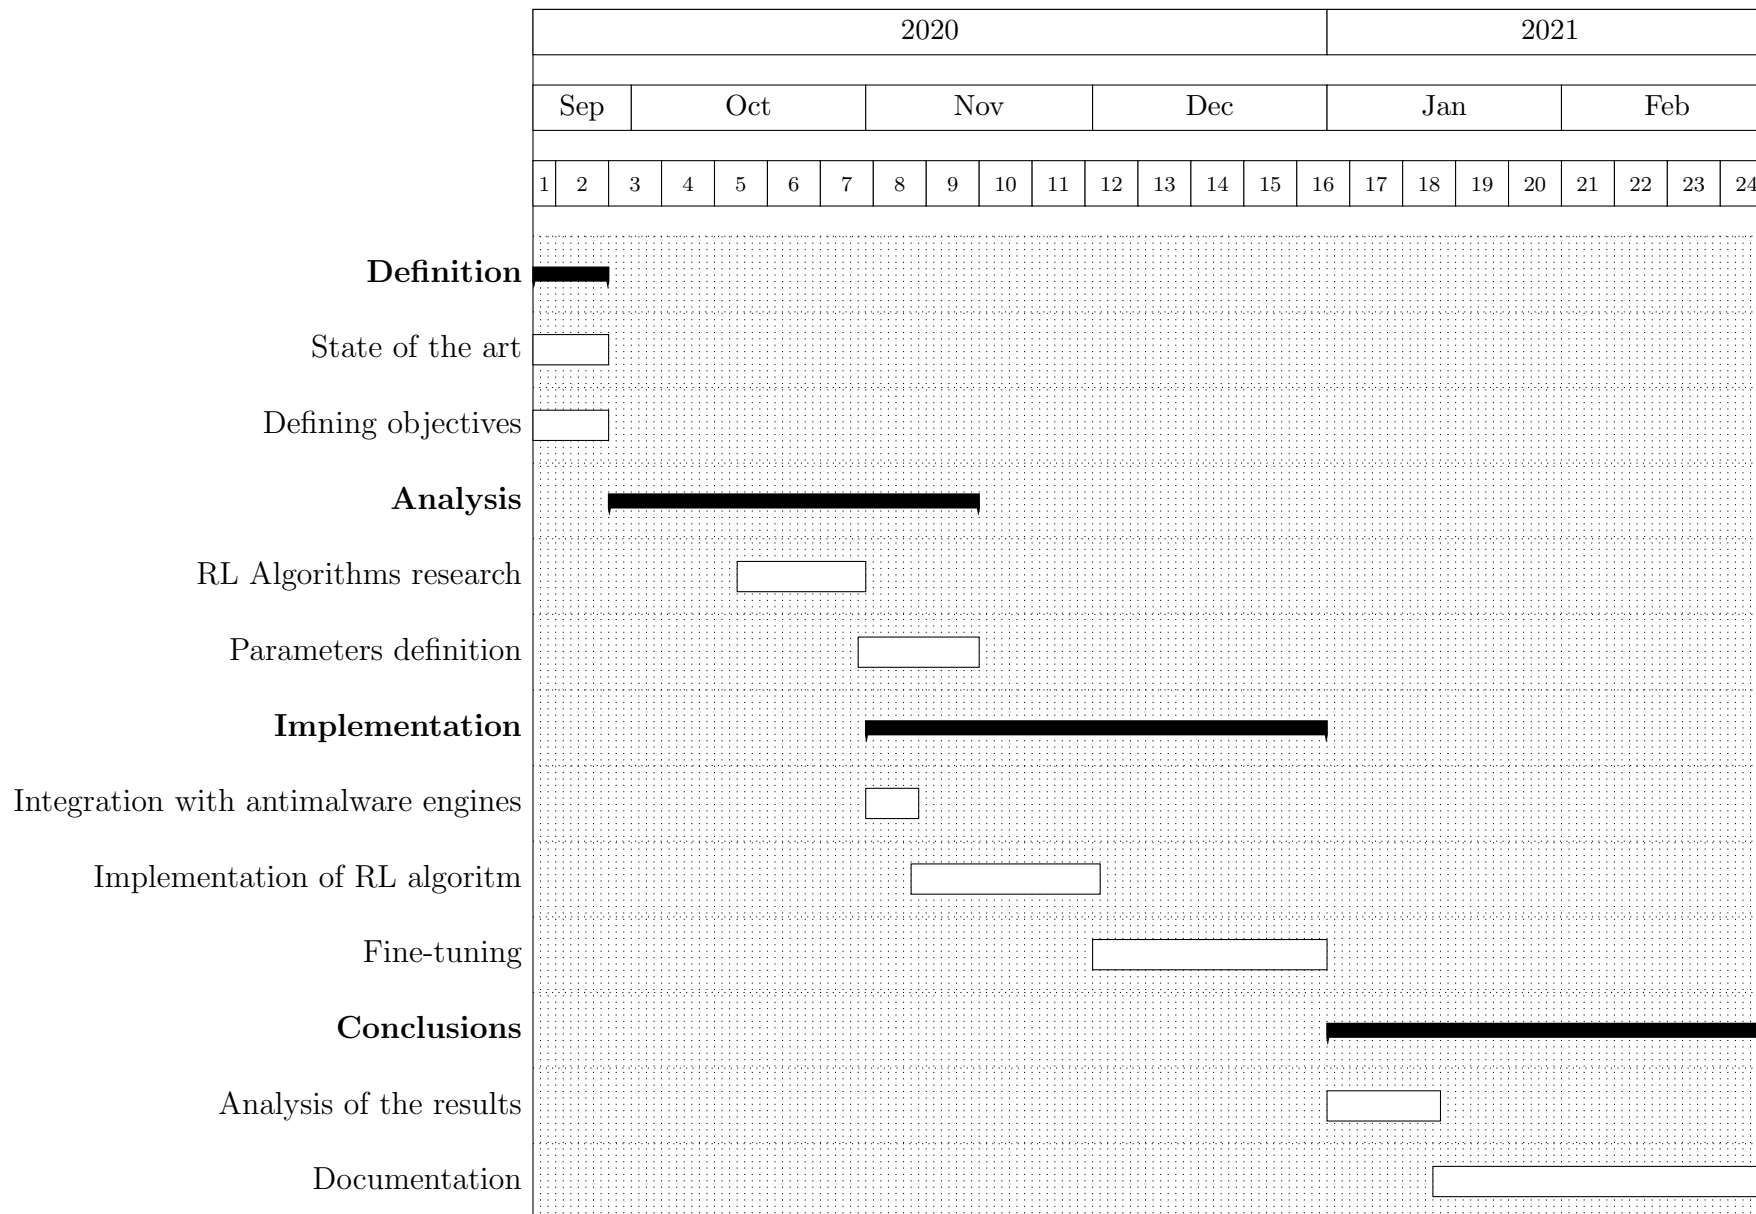 2020 2021
Sep Oct Nov Dec Jan Feb
1 2 3 4 5 6 7 8 9 10 11 12 13 14 15 16 17 18 19 20 21 22 23 24
Definition
State of the art
Defining objectives
Analysis
RL Algorithms research
Parameters definition
Implementation
Integration with antimalware engines
Implementation of RL algoritm
Fine-tuning
Conclusions
Analysis of the results
Documentation